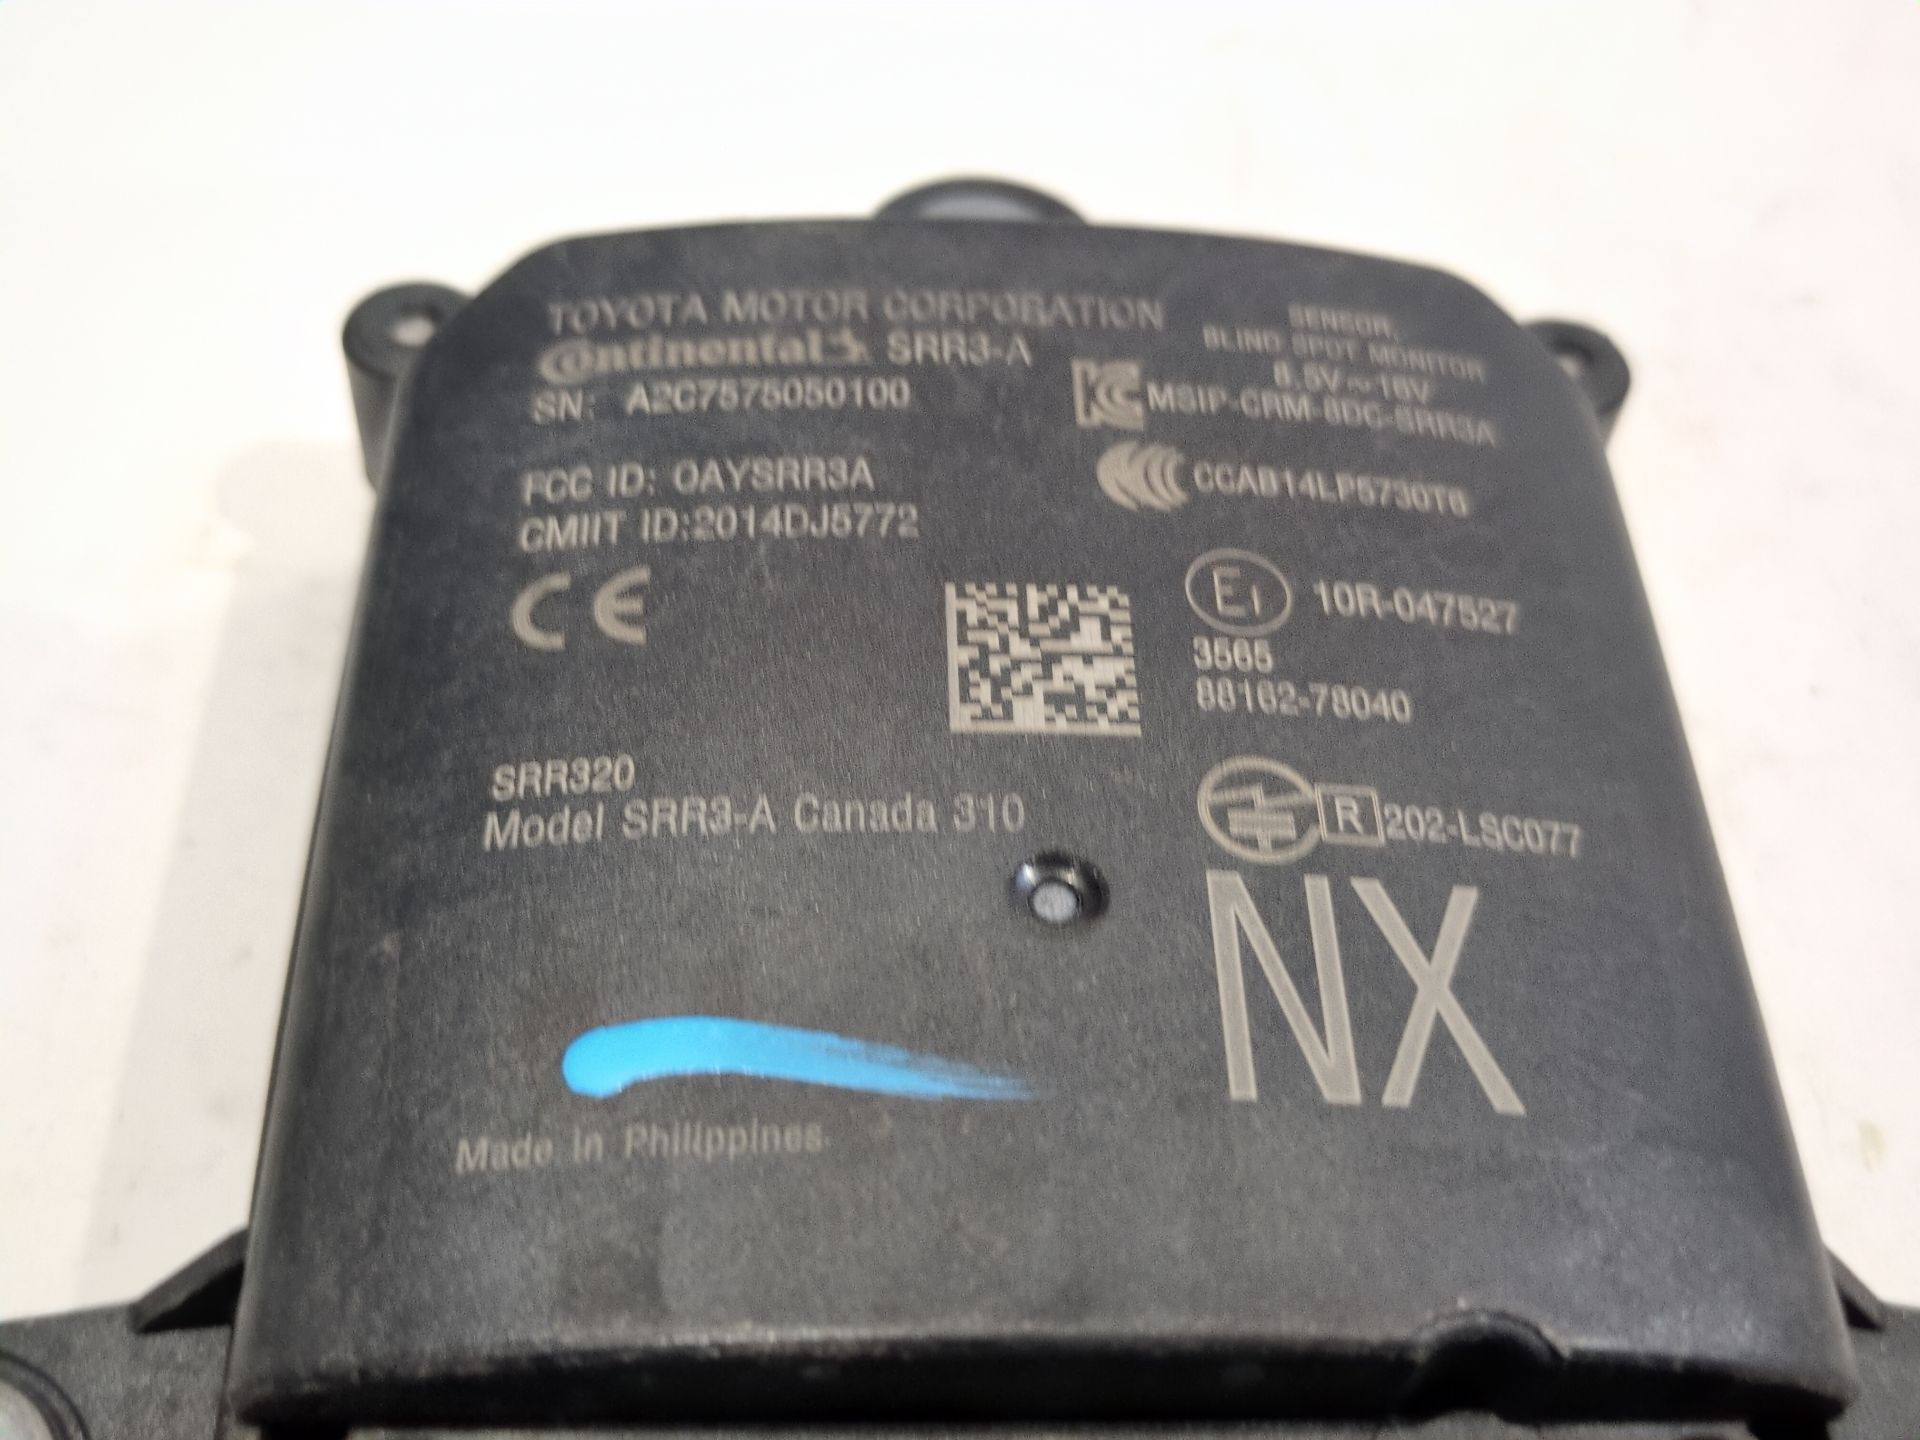 TOYOTA MOTOR CORPORATION
Continental SRR3-A
SN: A2C7575050100
SENSOR,
BLIND SPOT MONITOR
8.5V~16V
MSIP-CRM-8DC-SRR3A
FCC ID: OAYSRR3A
CMIIT ID:2014DJ5772
CCAB14LP5730T6
CE
E1 10R-047527
3565
88162-78040
SRR320
Model SRR3-A Canada 310
R 202-LSC077
NX
Made in Philippines